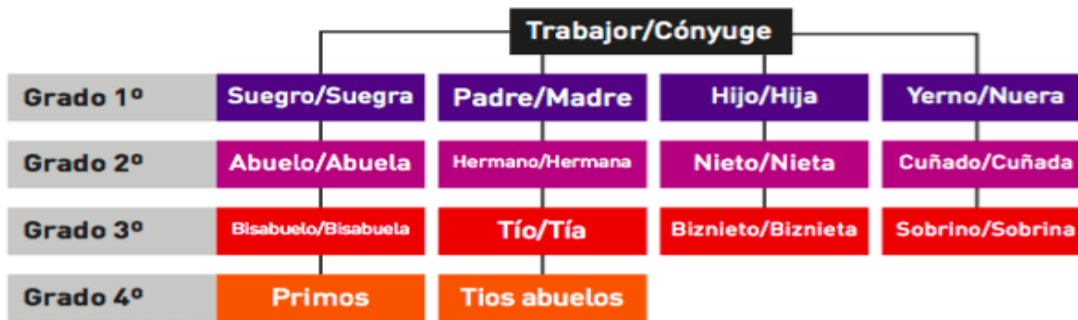 Trabajor/Cónyuge
Grado 1º Suegro/Suegra Padre/Madre Hijo/Hija Yerno/Nuera
Grado 2º Abuelo/Abuela Hermano/Hermana Nieto/Nieta Cuñado/Cuñada
Grado 3º Bisabuelo/Bisabuela Tío/Tía Biznieto/Biznieta Sobrino/Sobrina
Grado 4º Primos Tios abuelos